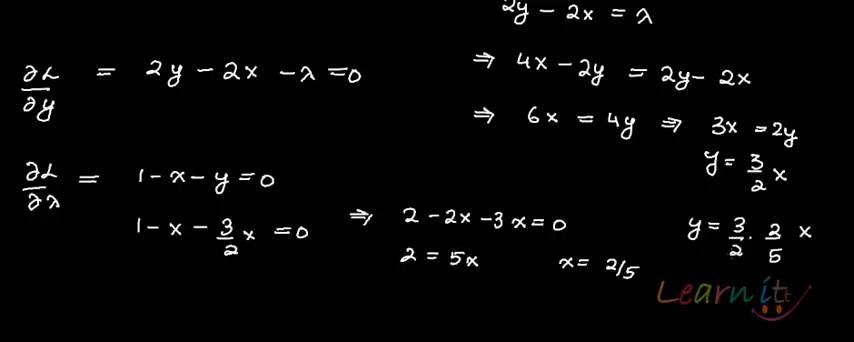 2y - 2x = λ
∂L/∂y = 2y - 2x - λ = 0
⇒ 4x - 2y = 2y - 2x
⇒ 6x = 4y ⇒ 3x = 2y
y = 3/2 x
∂L/∂λ = 1 - x - y = 0
1 - x - 3/2 x = 0 ⇒ 2 - 2x - 3x = 0
2 = 5x x = 2/5
y = 3/2 . 2/5 x
Learnitt